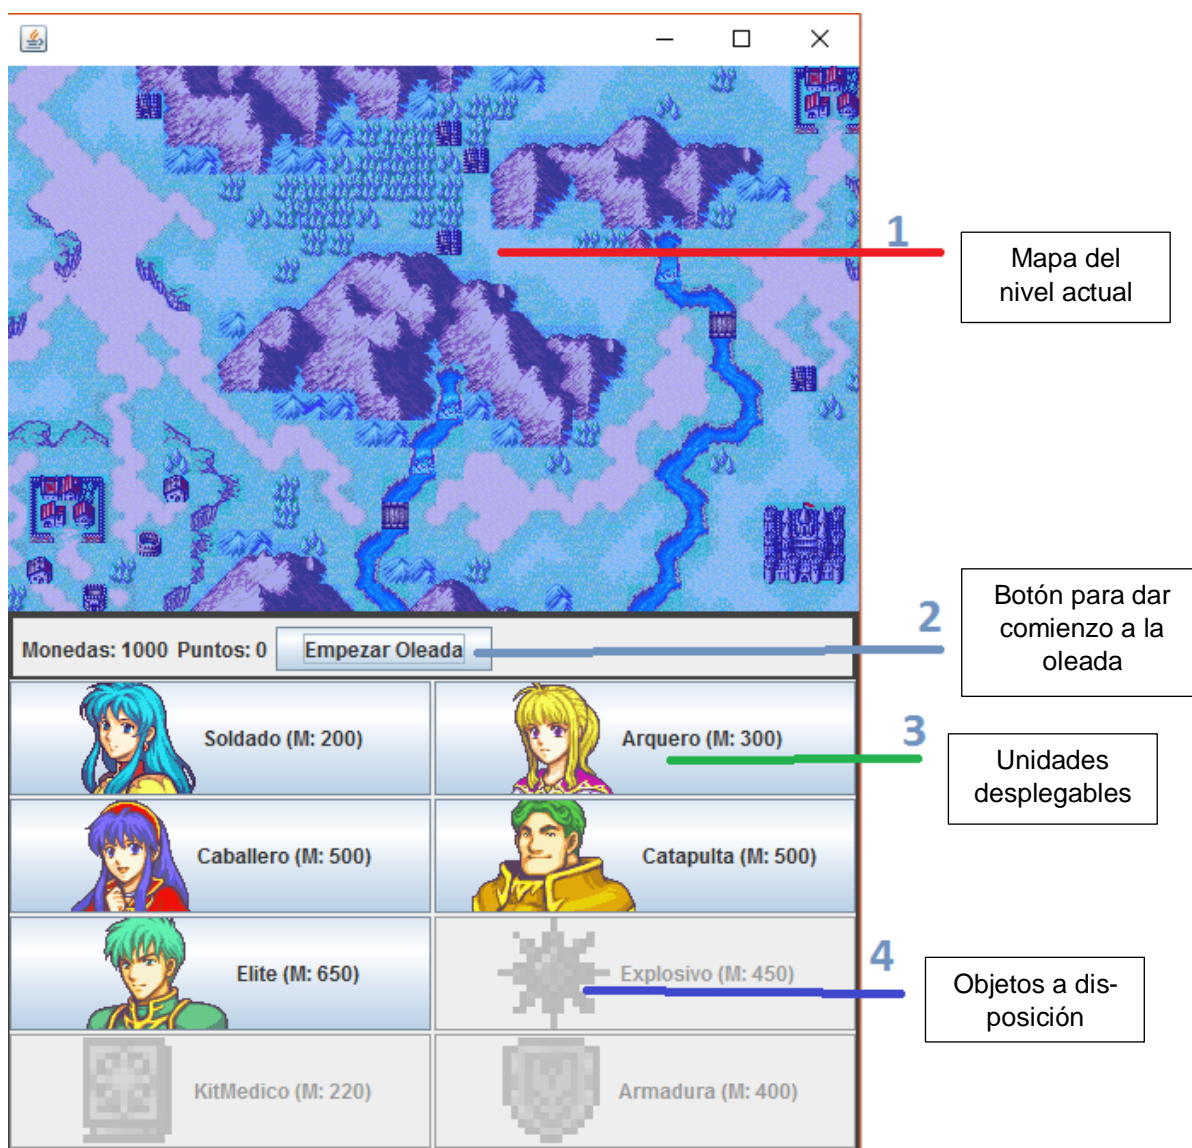 1
Mapa del
nivel actual
2
Botón para dar
comienzo a la
oleada
Monedas: 1000 Puntos: 0 Empezar Oleada
Soldado (M: 200)
Arquero (M: 300)
3
Unidades
desplegables
Caballero (M: 500)
Catapulta (M: 500)
Elite (M: 650)
Explosivo (M: 450)
4
Objetos a dis-
posición
KitMedico (M: 220)
Armadura (M: 400)